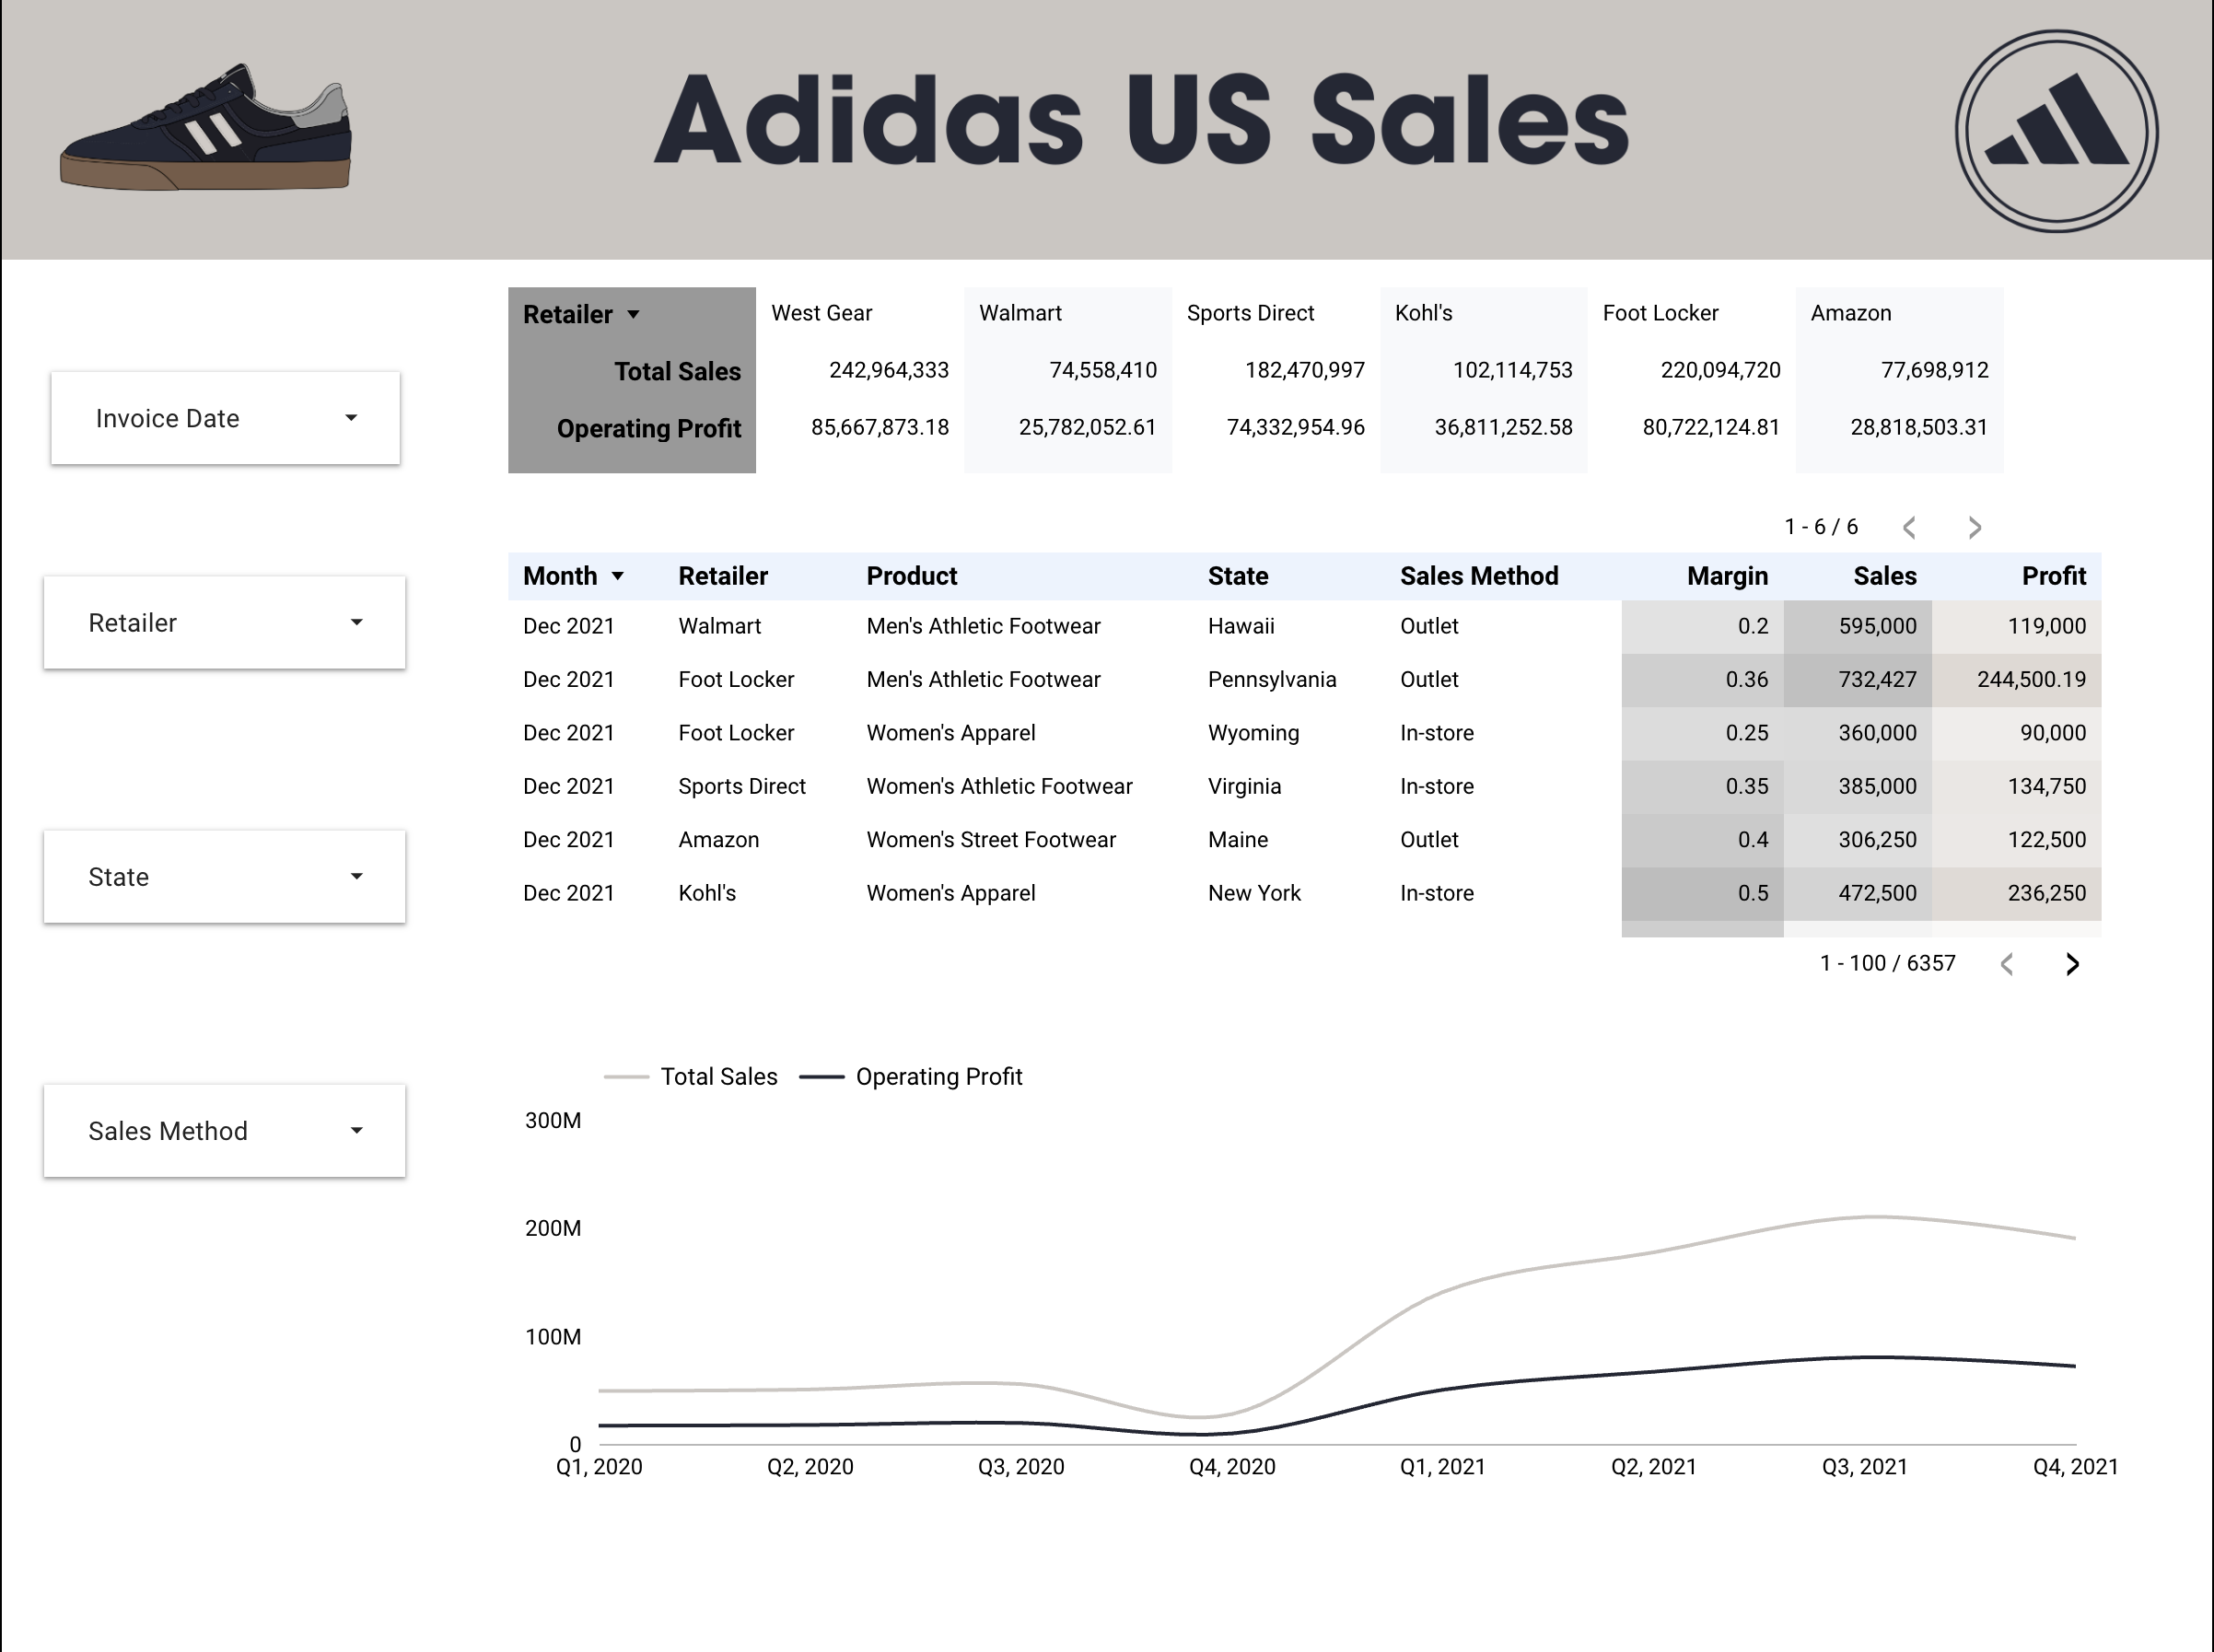 Adidas US Sales
Invoice Date
Retailer
State
Sales Method
Retailer West Gear Walmart Sports Direct Kohl's Foot Locker Amazon
Total Sales 242,964,333 74,558,410 182,470,997 102,114,753 220,094,720 77,698,912
Operating Profit 85,667,873.18 25,782,052.61 74,332,954.96 36,811,252.58 80,722,124.81 28,818,503.31
1 - 6 / 6
Month Retailer Product State Sales Method Margin Sales Profit
Dec 2021 Walmart Men's Athletic Footwear Hawaii Outlet 0.2 595,000 119,000
Dec 2021 Foot Locker Men's Athletic Footwear Pennsylvania Outlet 0.36 732,427 244,500.19
Dec 2021 Foot Locker Women's Apparel Wyoming In-store 0.25 360,000 90,000
Dec 2021 Sports Direct Women's Athletic Footwear Virginia In-store 0.35 385,000 134,750
Dec 2021 Amazon Women's Street Footwear Maine Outlet 0.4 306,250 122,500
Dec 2021 Kohl's Women's Apparel New York In-store 0.5 472,500 236,250
1 - 100 / 6357
Total Sales Operating Profit
300M
200M
100M
0
Q1, 2020 Q2, 2020 Q3, 2020 Q4, 2020 Q1, 2021 Q2, 2021 Q3, 2021 Q4, 2021